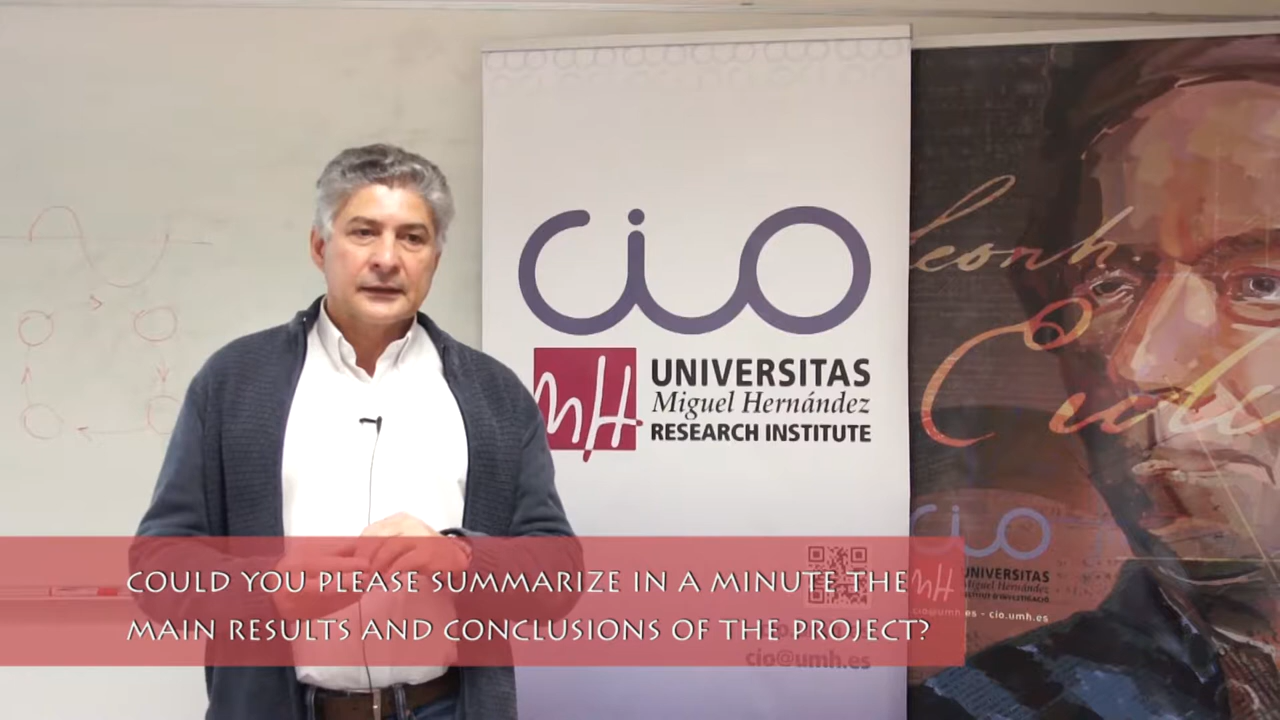 cio
UNIVERSITAS
Miguel Hernández
RESEARCH INSTITUTE
COULD YOU PLEASE SUMMARIZE IN A MINUTE THE
MAIN RESULTS AND CONCLUSIONS OF THE PROJECT?
cio@umh.es
Leonh
cio
UNIVERSITAS
Miguel Hernández
cio@umh.es - cio.umh.es